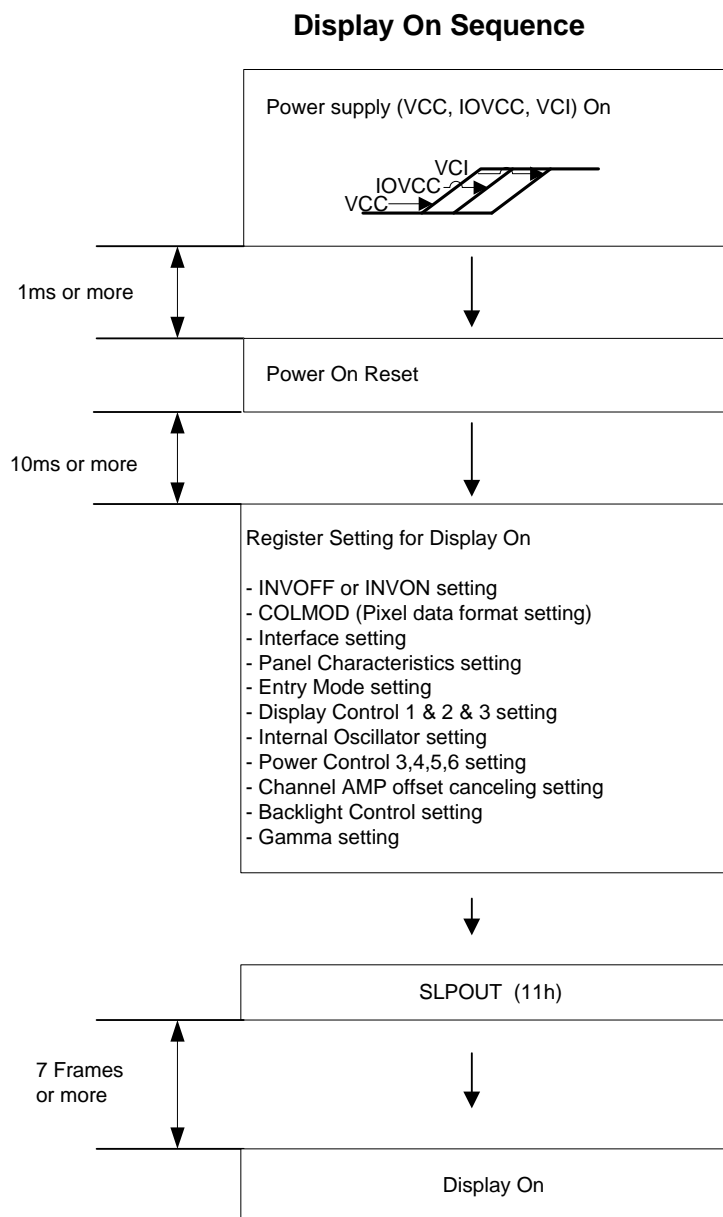 Display On Sequence
Power supply (VCC, IOVCC, VCI) On
VCI
IOVCC
VCC
1ms or more
Power On Reset
10ms or more
Register Setting for Display On
- INVOFF or INVON setting
- COLMOD (Pixel data format setting)
- Interface setting
- Panel Characteristics setting
- Entry Mode setting
- Display Control 1 & 2 & 3 setting
- Internal Oscillator setting
- Power Control 3,4,5,6 setting
- Channel AMP offset canceling setting
- Backlight Control setting
- Gamma setting
SLPOUT (11h)
7 Frames
or more
Display On